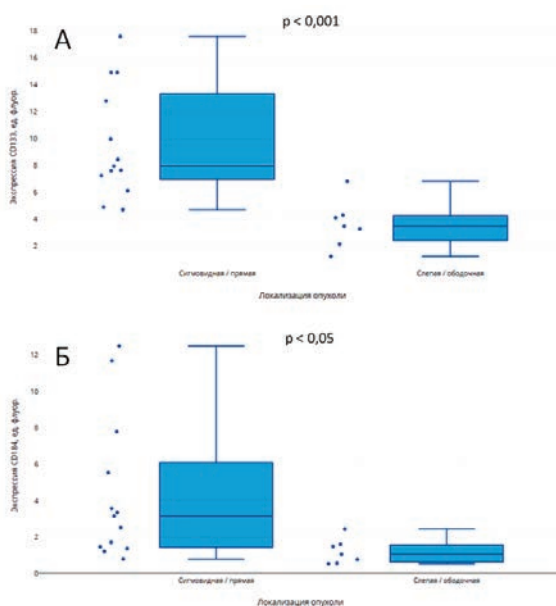 А
p < 0,001
Экспрессия CD133, ед. флуор.
18
16
14
12
10
8
6
4
2
Сигмовидная / прямая
Слепая / ободочная
Локализация опухоли
Б
p < 0,05
Экспрессия CD184, ед. флуор.
12
10
8
6
4
2
0
Сигмовидная / прямая
Слепая / ободочная
Локализация опухоли